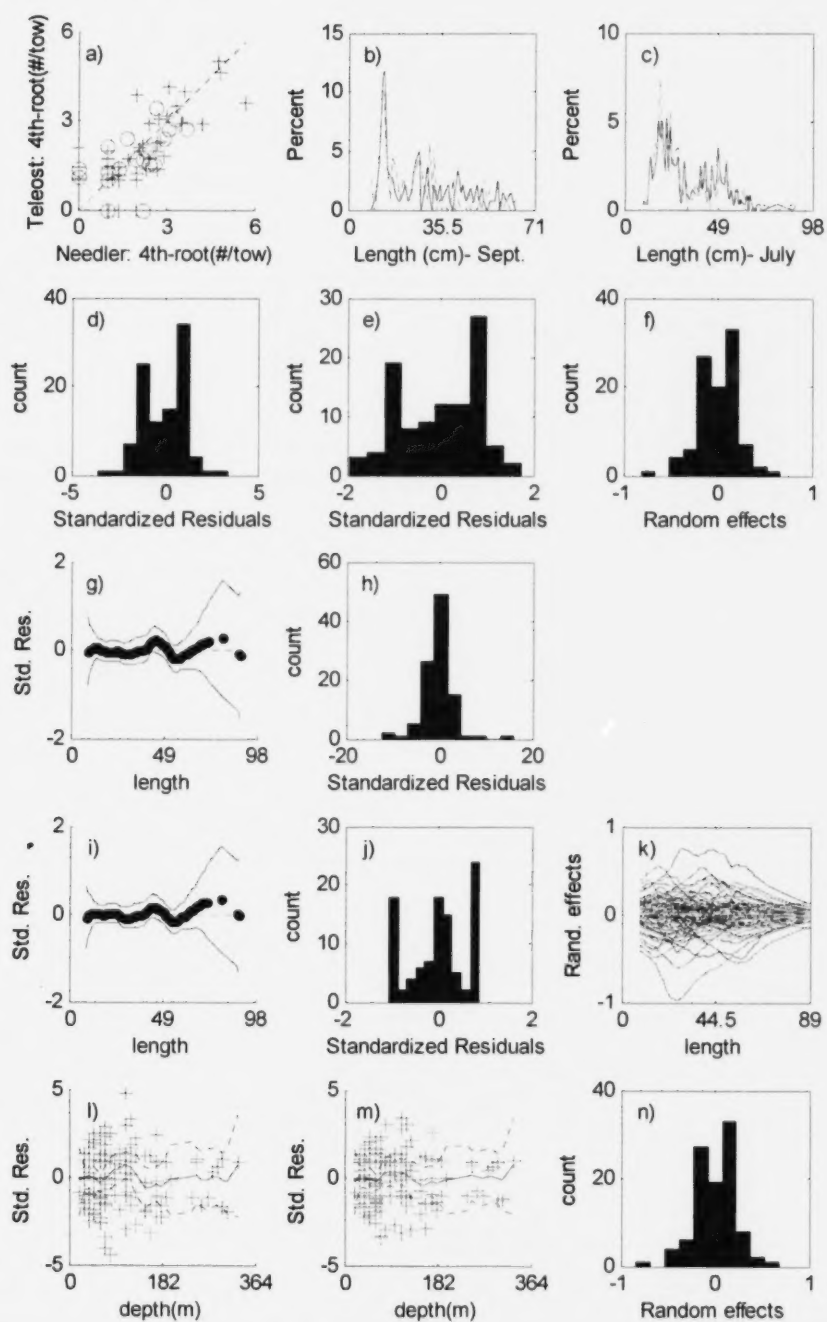 a)
6
3
0
0
3
6
Teleost: 4th-root(#/tow)
Needler: 4th-root(#/tow)
b)
15
10
5
0
0
35.5
71
Percent
Length (cm)- Sept.
c)
15
10
5
0
0
49
98
Percent
Length (cm)- July
d)
40
20
0
-5
0
5
count
Standardized Residuals
e)
30
20
10
0
-2
0
2
count
Standardized Residuals
f)
40
20
0
-1
0
1
count
Random effects
g)
2
0
-2
0
49
98
Std. Res.
length
h)
60
40
20
0
-20
0
20
count
Standardized Residuals
i)
2
0
-2
0
49
98
Std. Res.
length
j)
30
20
10
0
-2
0
2
count
Standardized Residuals
k)
1
0
-1
0
44.5
89
Rand. effects
length
l)
5
0
-5
0
182
364
Std. Res.
depth(m)
m)
5
0
-5
0
182
364
Std. Res.
depth(m)
n)
40
20
0
-1
0
1
count
Random effects